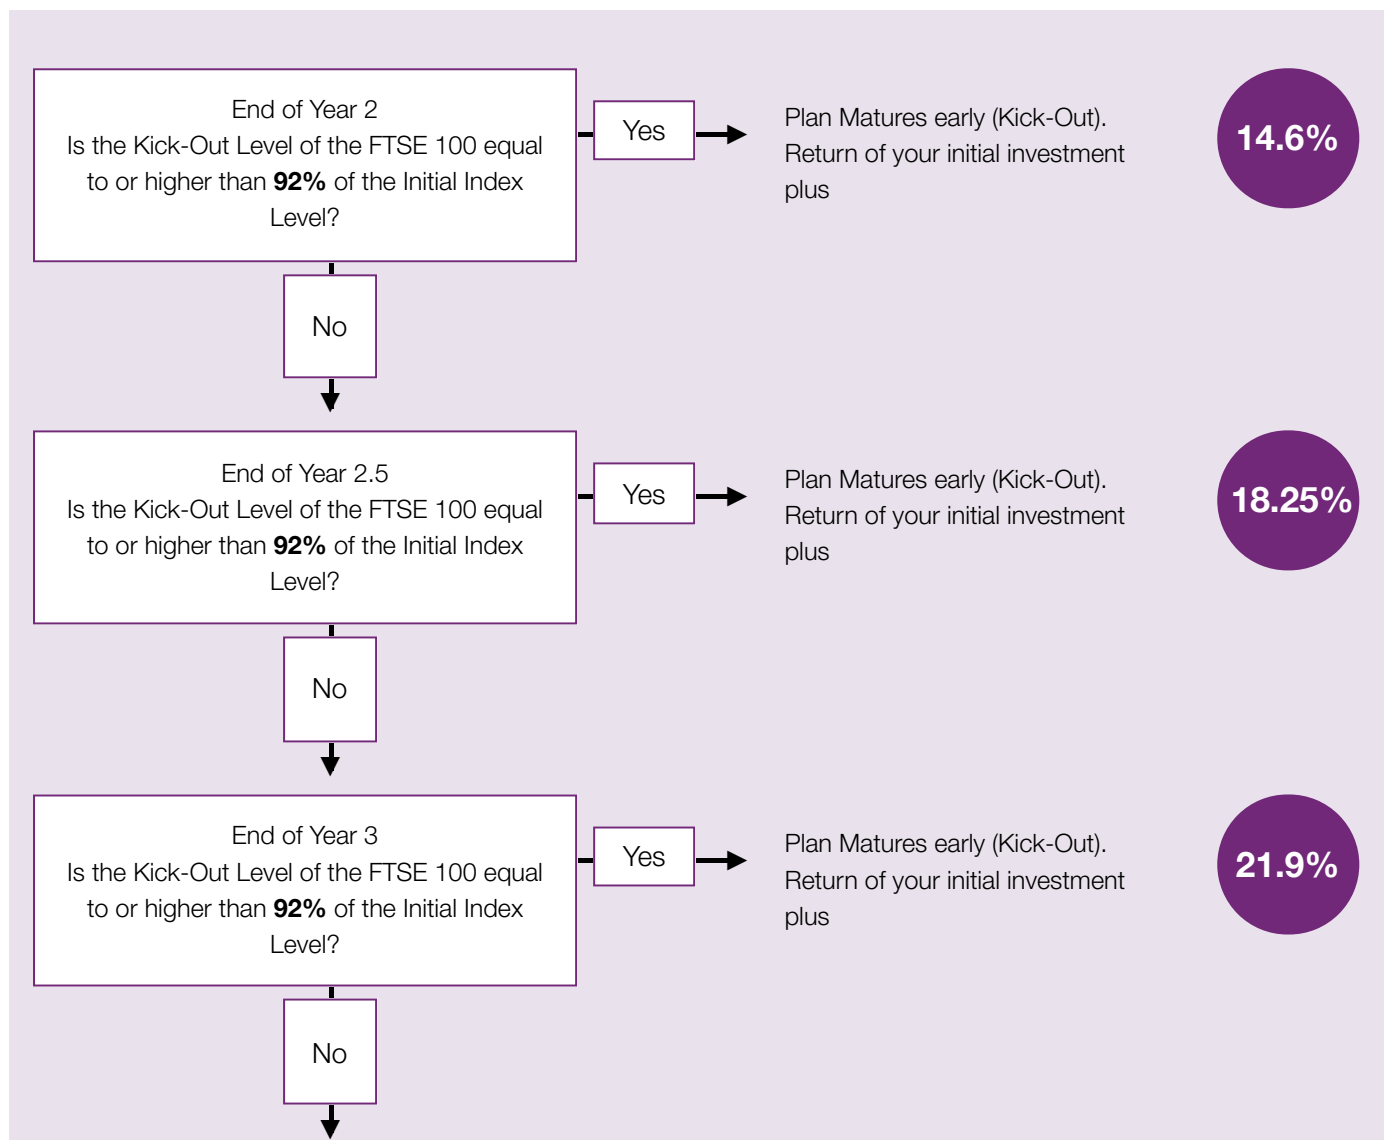 End of Year 2
Is the Kick-Out Level of the FTSE 100 equal
to or higher than 92% of the Initial Index
Level?
Yes
Plan Matures early (Kick-Out).
Return of your initial investment
plus
14.6%
No
End of Year 2.5
Is the Kick-Out Level of the FTSE 100 equal
to or higher than 92% of the Initial Index
Level?
Yes
Plan Matures early (Kick-Out).
Return of your initial investment
plus
18.25%
No
End of Year 3
Is the Kick-Out Level of the FTSE 100 equal
to or higher than 92% of the Initial Index
Level?
Yes
Plan Matures early (Kick-Out).
Return of your initial investment
plus
21.9%
No